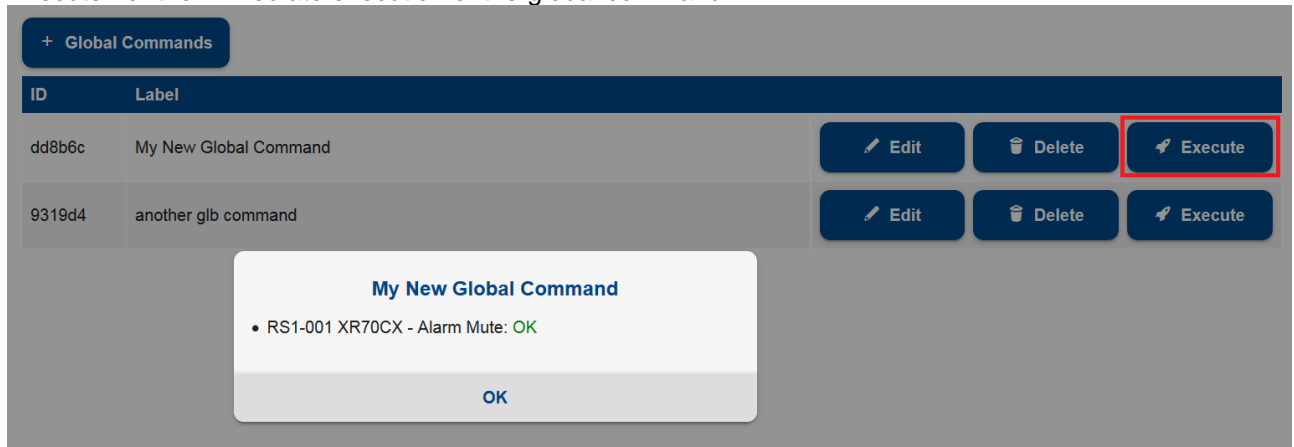 + Global Commands
ID Label
dd8b6c My New Global Command Edit Delete Execute
9319d4 another glb command Edit Delete Execute
My New Global Command
• RS1-001 XR70CX - Alarm Mute: OK
OK